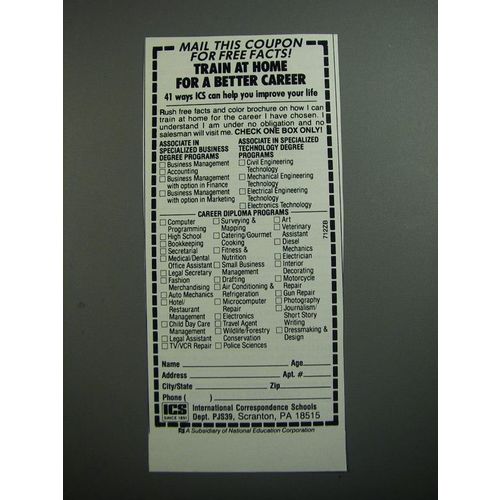 MAIL THIS COUPON
FOR FREE FACTS!
TRAIN AT HOME
FOR A BETTER CAREER
41 ways ICS can help you improve your life
Rush free facts and color brochure on how I can
train at home for the career I have chosen. I
understand I am under no obligation and no
salesman will visit me. CHECK ONE BOX ONLY!
ASSOCIATE IN
SPECIALIZED BUSINESS
DEGREE PROGRAMS
Business Management
Accounting
Business Management
with option in Finance
Business Management
with option in Marketing
ASSOCIATE IN SPECIALIZED
TECHNOLOGY DEGREE
PROGRAMS
Civil Engineering
Technology
Mechanical Engineering
Technology
Electrical Engineering
Technology
Electronics Technology
CAREER DIPLOMA PROGRAMS
Computer
Programming
High School
Bookkeeping
Secretarial
Medical/Dental
Office Assistant
Legal Secretary
Fashion
Merchandising
Auto Mechanics
Hotel/
Restaurant
Management
Child Day Care
Management
Legal Assistant
TV/VCR Repair
Surveying &
Mapping
Catering/Gourmet
Cooking
Fitness &
Nutrition
Small Business
Management
Drafting
Air Conditioning &
Refrigeration
Microcomputer
Repair
Electronics
Travel Agent
Wildlife/Forestry
Conservation
Police Sciences
Art
Veterinary
Assistant
Diesel
Mechanics
Electrician
Interior
Decorating
Motorcycle
Repair
Gun Repair
Photography
Journalism/
Short Story
Writing
Dressmaking &
Design
712ZB
Name Age
Address Apt. #
City/State Zip
Phone ( )
ICS
SINCE 1891
International Correspondence Schools
Dept. PJS39, Scranton, PA 18515
A Subsidiary of National Education Corporation